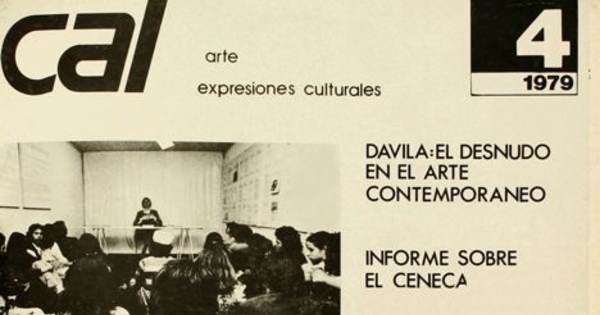 cal
arte
expresiones culturales
4
1979
DAVILA:EL DESNUDO
EN EL ARTE
CONTEMPORANEO
INFORME SOBRE
EL CENECA